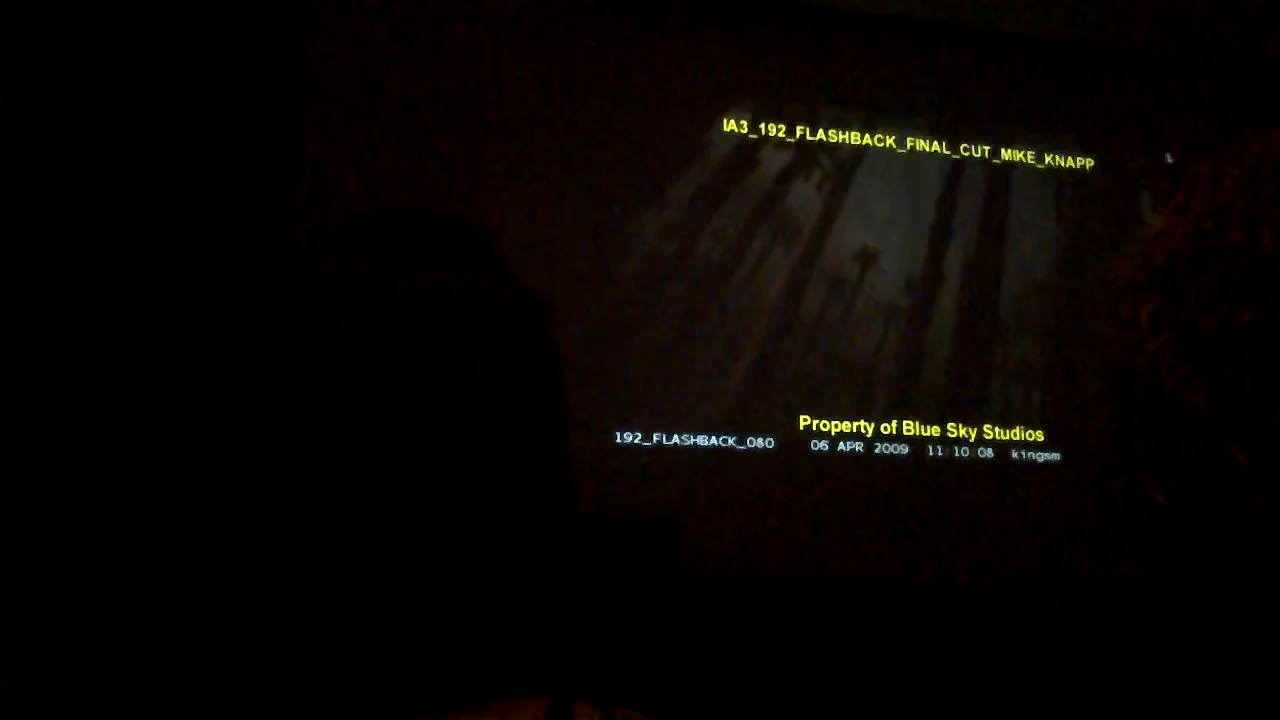 IA3_192_FLASHBACK_FINAL_CUT_MIKE_KNAPP
Property of Blue Sky Studios
192_FLASHBACK_080 06 APR 2009 11 10 08 kingsm